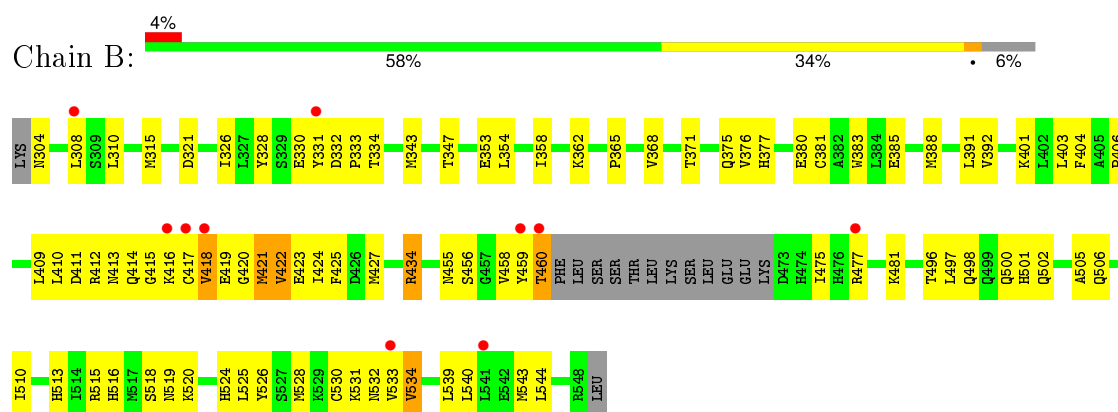 4%
Chain B:
58% 34% • 6%
LYS N304 L308 S309 L310 M315 D321 I326 L327 Y328 S329 E330 Y331 D332 P333 T334 M343 T347 E353 L354 I358 K362 P365 V368 T371 Q375 V376 H377 E380 C381 A382 W383 L384 E385 M388 L391 V392 K401 L402 L403 F404 A405 P406
L409 L410 D411 R412 N413 Q414 G415 K416 C417 V418 E419 G420 M421 V422 E423 I424 F425 D426 M427 R434 N455 S456 G457 V458 Y459 T460 PHE LEU SER SER THR LEU LYS SER LEU GLU GLU LYS D473 H474 I475 H476 R477 K481 T496 L497 Q498 Q499 Q500 H501 Q502 A505 Q506
I510 H513 I514 R515 H516 M517 S518 N519 K520 H524 L525 Y526 S527 M528 K529 C530 K531 N532 V533 V534 L539 L540 L541 E542 M543 L544 R548 LEU